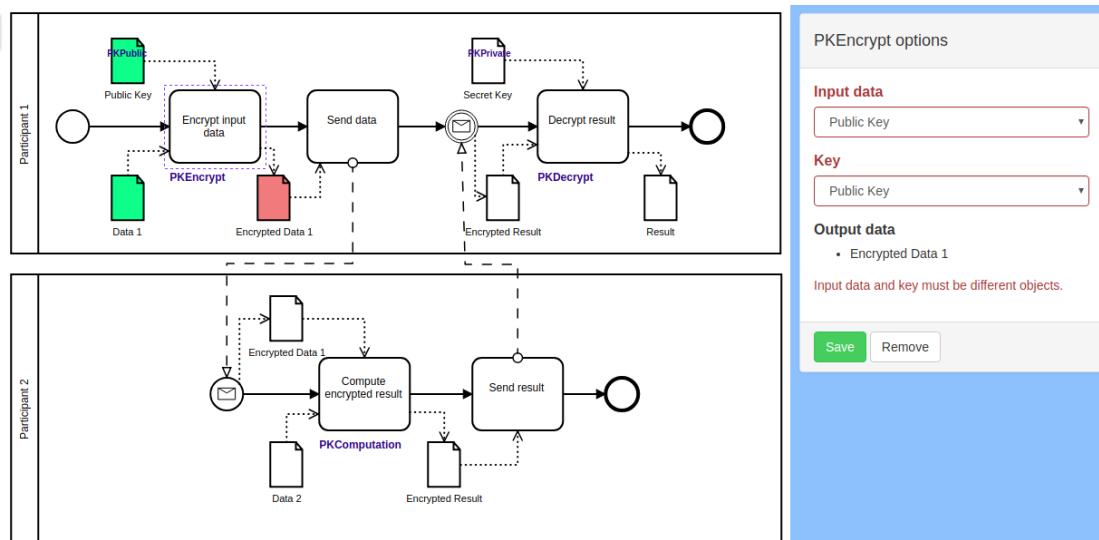 Participant 1
PKPublic
Public Key
Encrypt input
data
PKEncrypt
Data 1
Encrypted Data 1
Send data
PKPrivate
Secret Key
Decrypt result
PKDecrypt
Encrypted Result
Result
Participant 2
Encrypted Data 1
Compute
encrypted result
PKComputation
Data 2
Encrypted Result
Send result
PKEncrypt options
Input data
Public Key
Key
Public Key
Output data
• Encrypted Data 1
Input data and key must be different objects.
Save
Remove